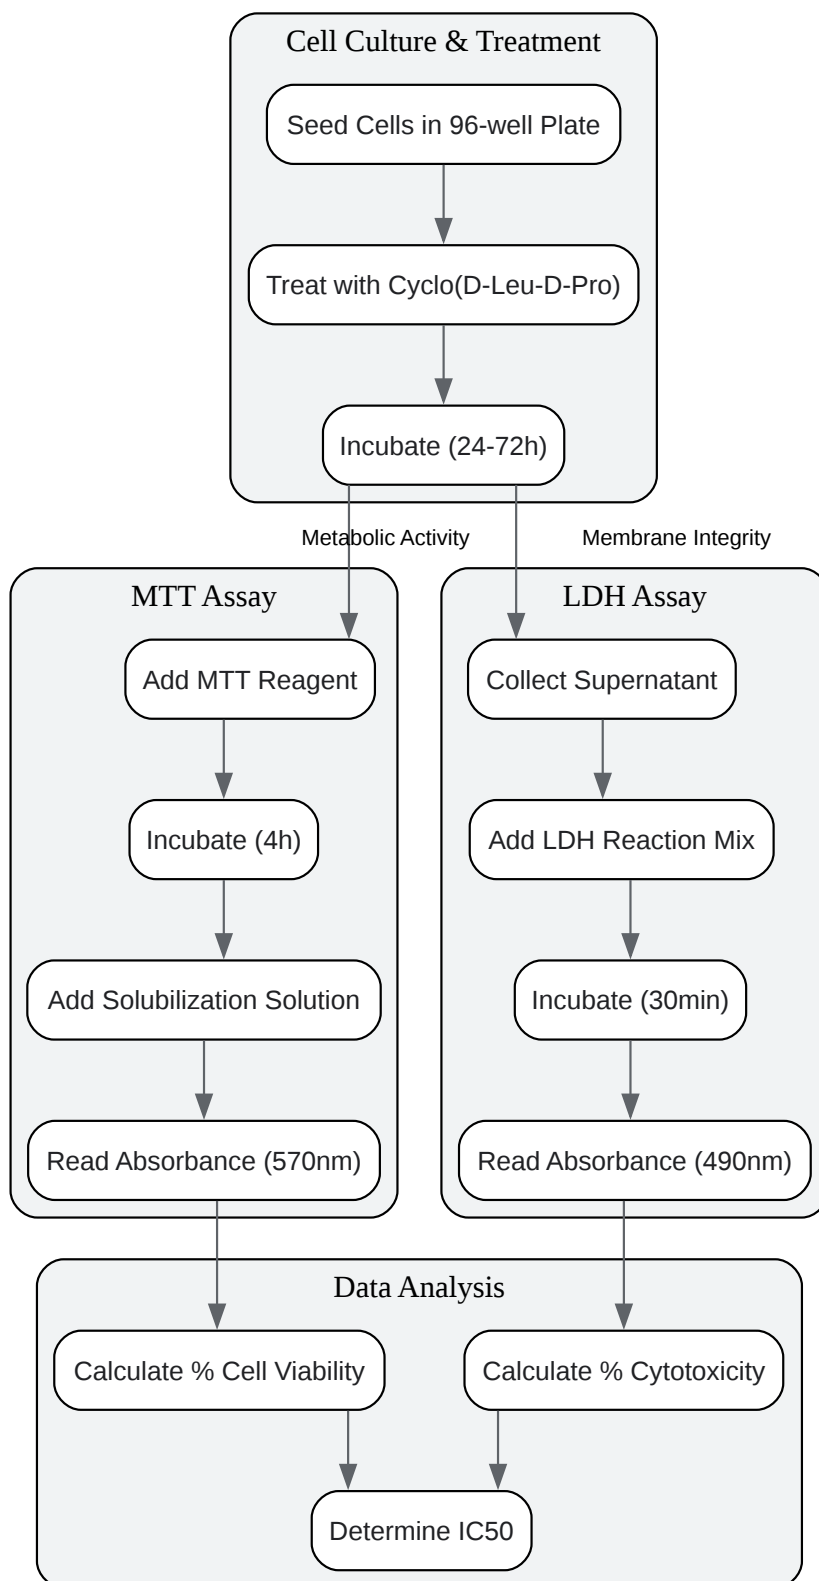 Cell Culture & Treatment
Seed Cells in 96-well Plate
Treat with Cyclo(D-Leu-D-Pro)
Incubate (24-72h)
Metabolic Activity
Membrane Integrity
MTT Assay
Add MTT Reagent
Incubate (4h)
Add Solubilization Solution
Read Absorbance (570nm)
LDH Assay
Collect Supernatant
Add LDH Reaction Mix
Incubate (30min)
Read Absorbance (490nm)
Data Analysis
Calculate % Cell Viability
Calculate % Cytotoxicity
Determine IC50